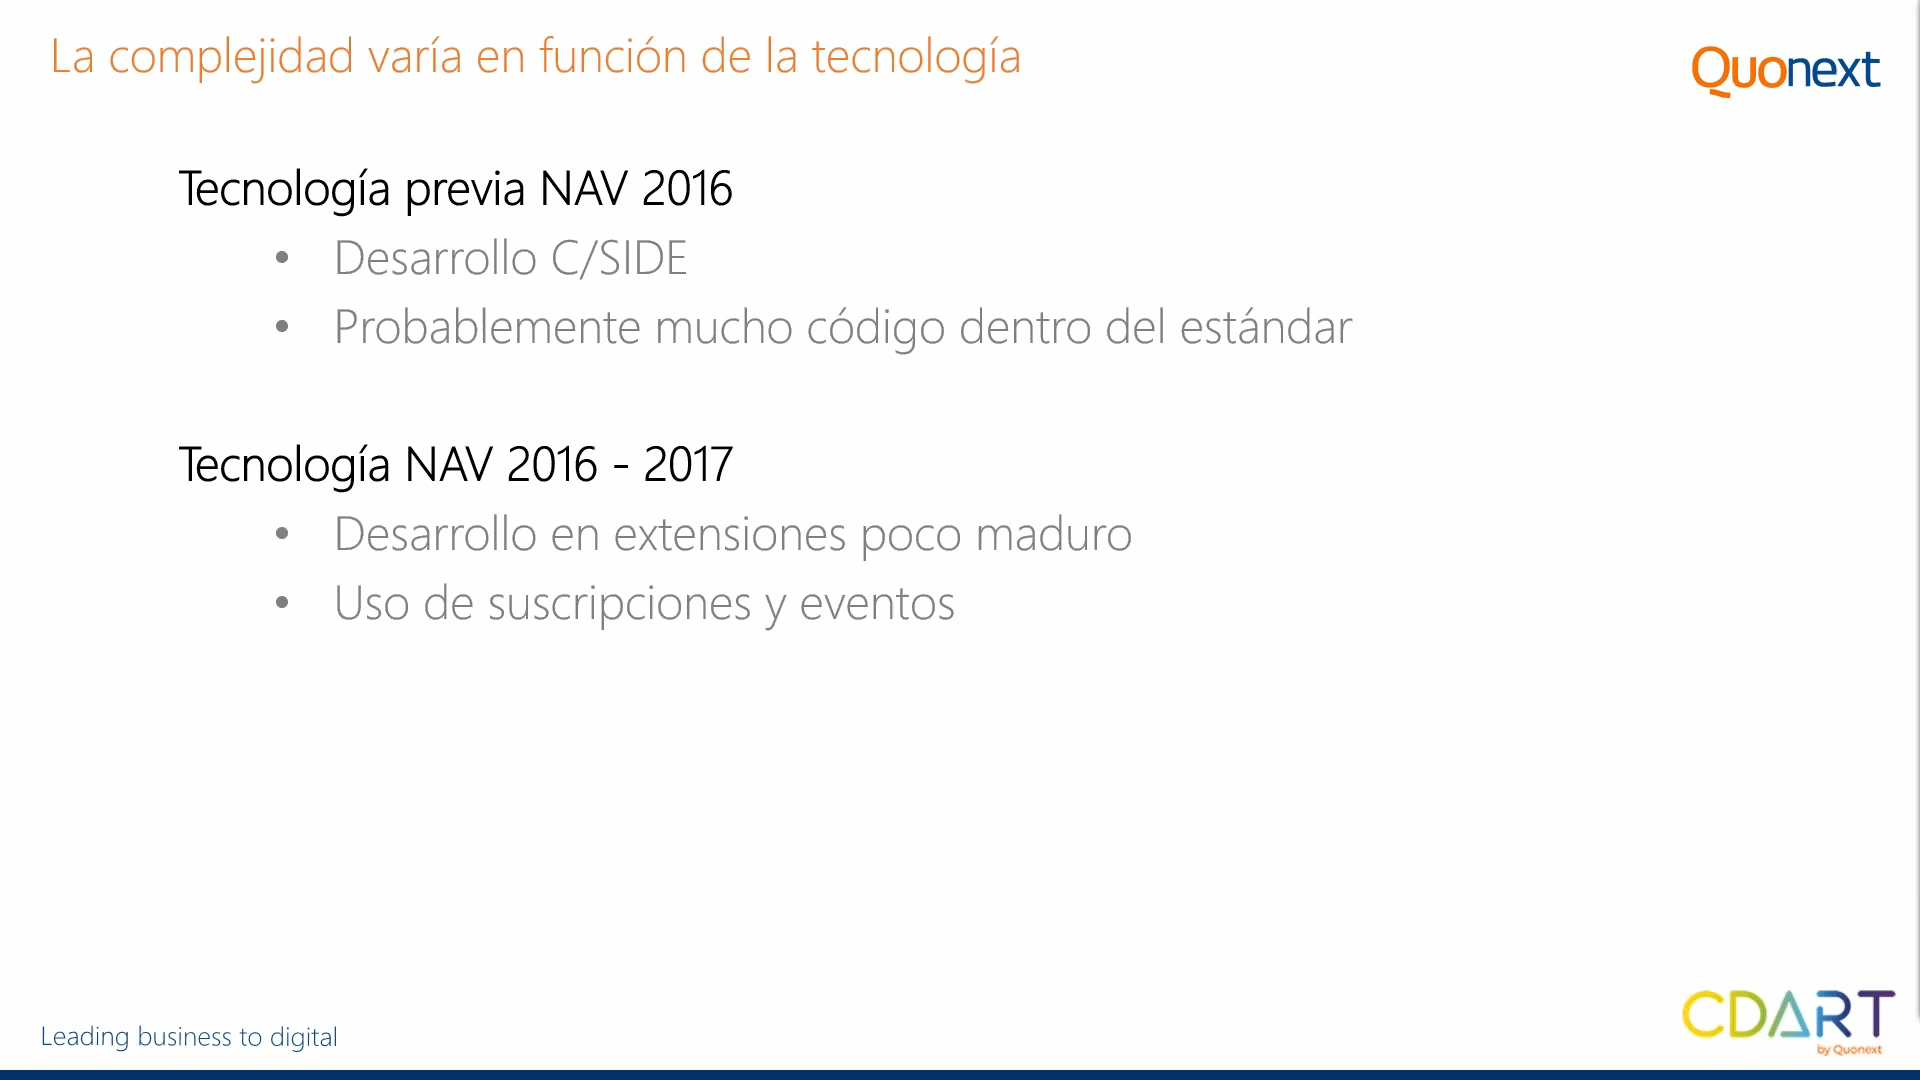 La complejidad varía en función de la tecnología
Quonext
Tecnología previa NAV 2016
• Desarrollo C/SIDE
• Probablemente mucho código dentro del estándar
Tecnología NAV 2016 - 2017
• Desarrollo en extensiones poco maduro
• Uso de suscripciones y eventos
CDART
by Quonext
Leading business to digital